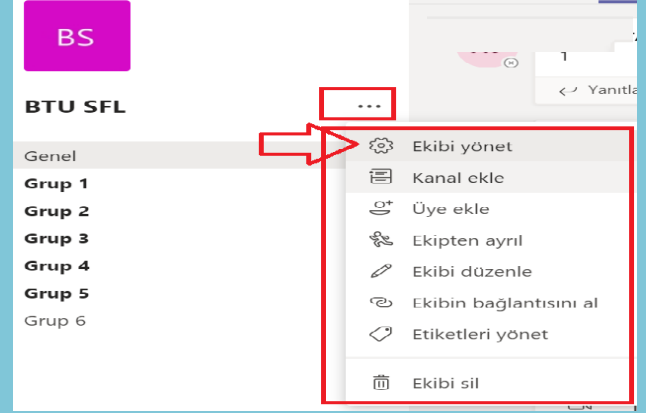 BS
BTU SFL
...
Genel
Grup 1
Grup 2
Grup 3
Grup 4
Grup 5
Grup 6
1
Ekibi yönet
Kanal ekle
Üye ekle
Ekipten ayrıl
Ekibi düzenle
Ekibin bağlantısını al
Etiketleri yönet
Ekibi sil